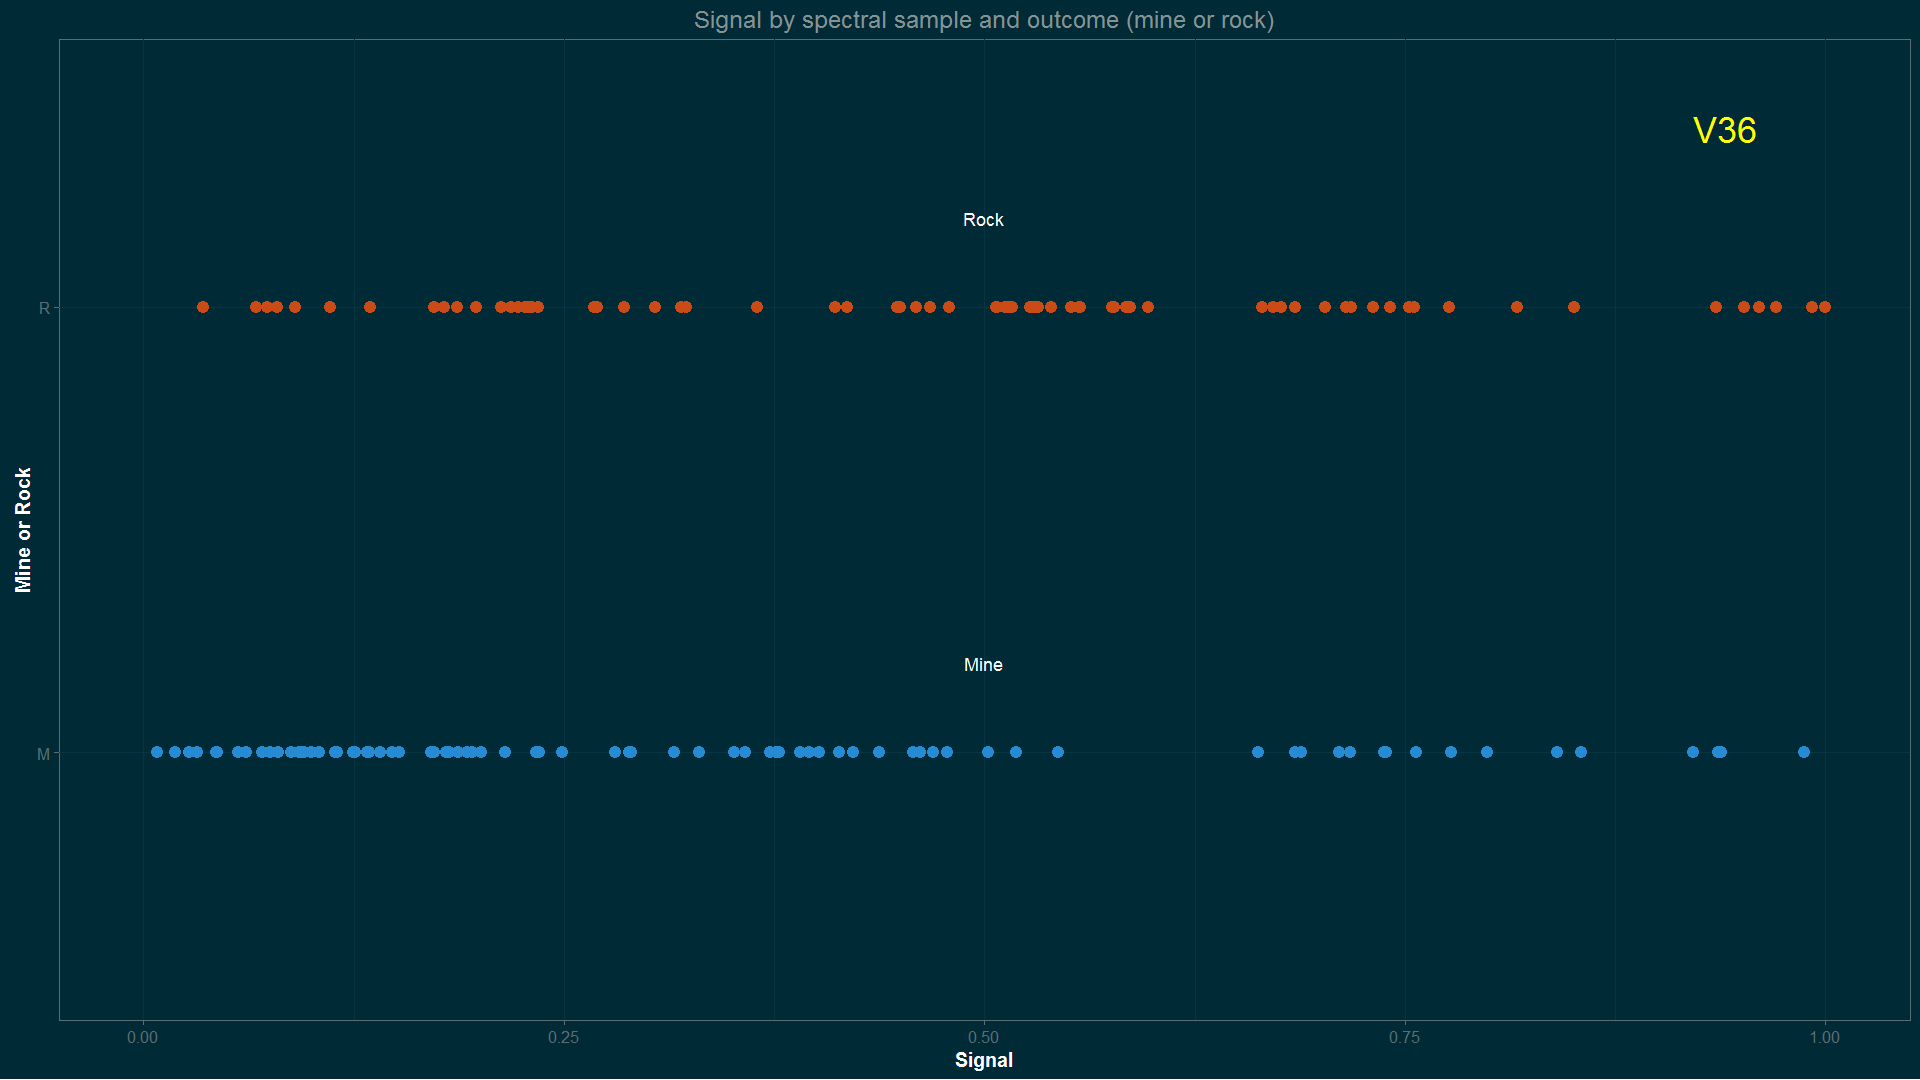 Signal by spectral sample and outcome (mine or rock)
V36
Rock
R
Mine or Rock
Mine
M
0.00 0.25 0.50 0.75 1.00
Signal